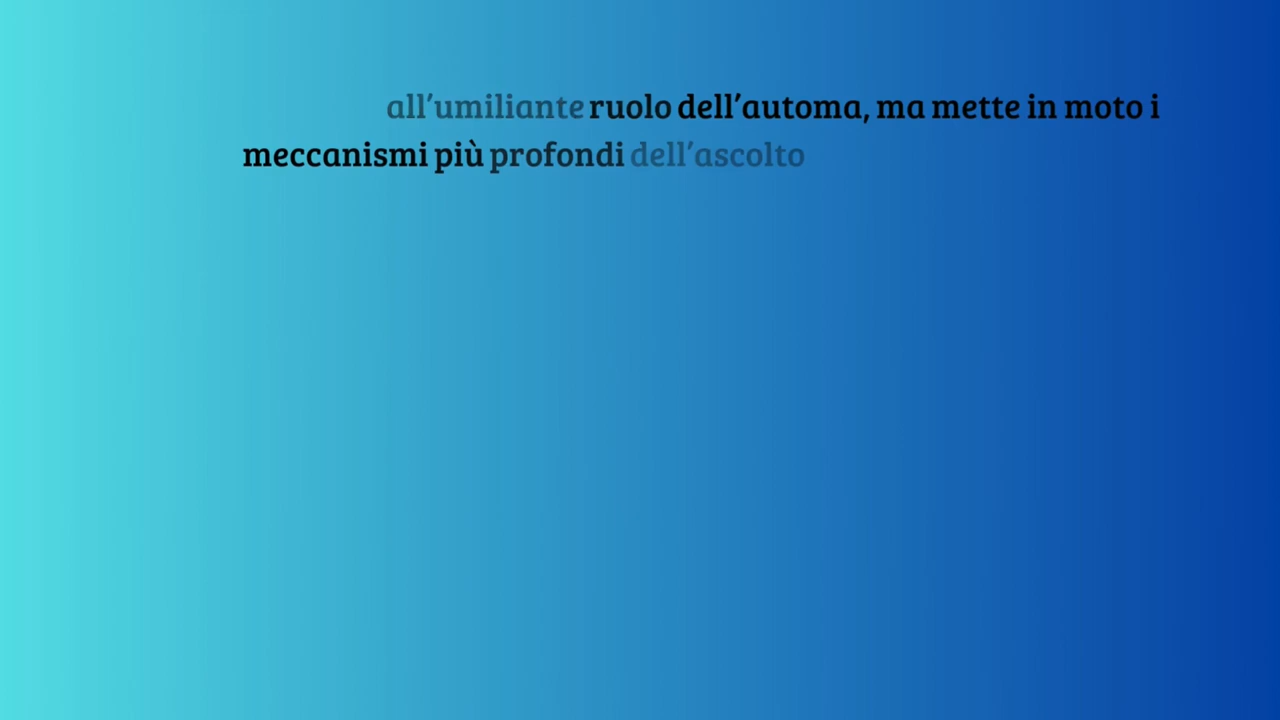 all’umiliante ruolo dell’automa, ma mette in moto i
meccanismi più profondi dell’ascolto